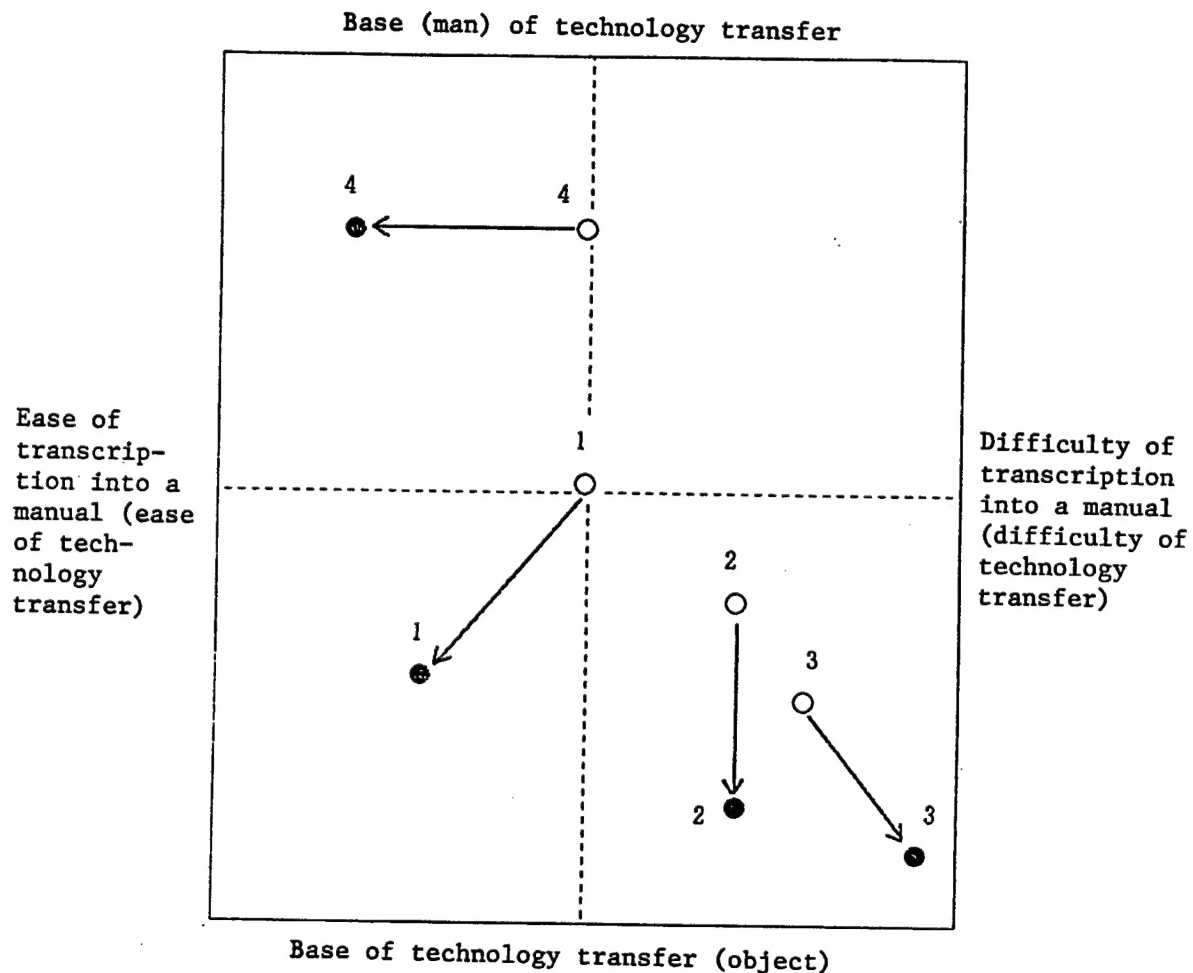 Base (man) of technology transfer
4
4
Ease of
transcrip-
tion into a
manual (ease
of tech-
nology
transfer)
1
Difficulty of
transcription
into a manual
(difficulty of
technology
transfer)
2
1
3
2
3
Base of technology transfer (object)